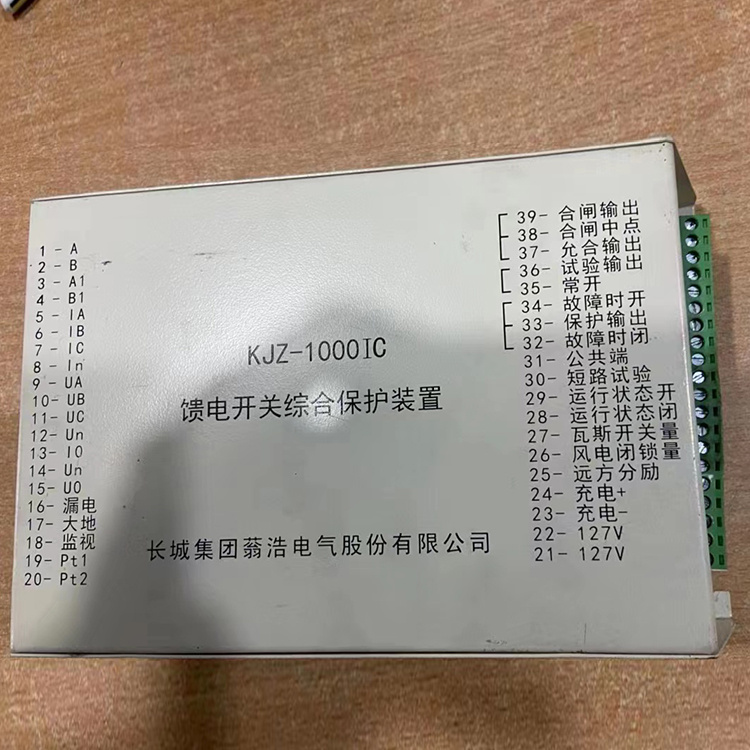 1 - A
2 - B
3 - A1
4 - B1
5 - IA
6 - IB
7 - IC
8 - In
9 - UA
10- UB
11- UC
12- Un
13- I0
14- Un
15- U0
16- 漏电
17- 大地
18- 监视
19- Pt1
20- Pt2
KJZ-1000IC
馈电开关综合保护装置
长城集团蓊浩电气股份有限公司
39- 合闸输出
38- 合闸中点
37- 允合输出
36- 试验输出
35- 常开
34- 故障时开
33- 保护输出
32- 故障时闭
31- 公共端
30- 短路试验
29- 运行状态开
28- 运行状态闭
27- 瓦斯开关量
26- 风电闭锁量
25- 远方分励
24- 充电+
23- 充电-
22- 127V
21- 127V